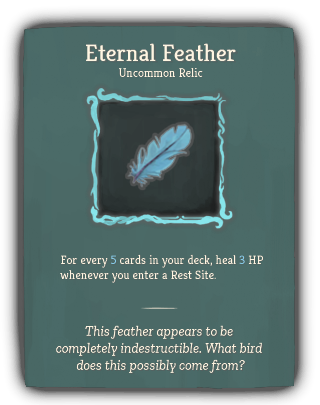 Eternal Feather
Uncommon Relic
For every 5 cards in your deck, heal 3 HP
whenever you enter a Rest Site.
This feather appears to be
completely indestructible. What bird
does this possibly come from?